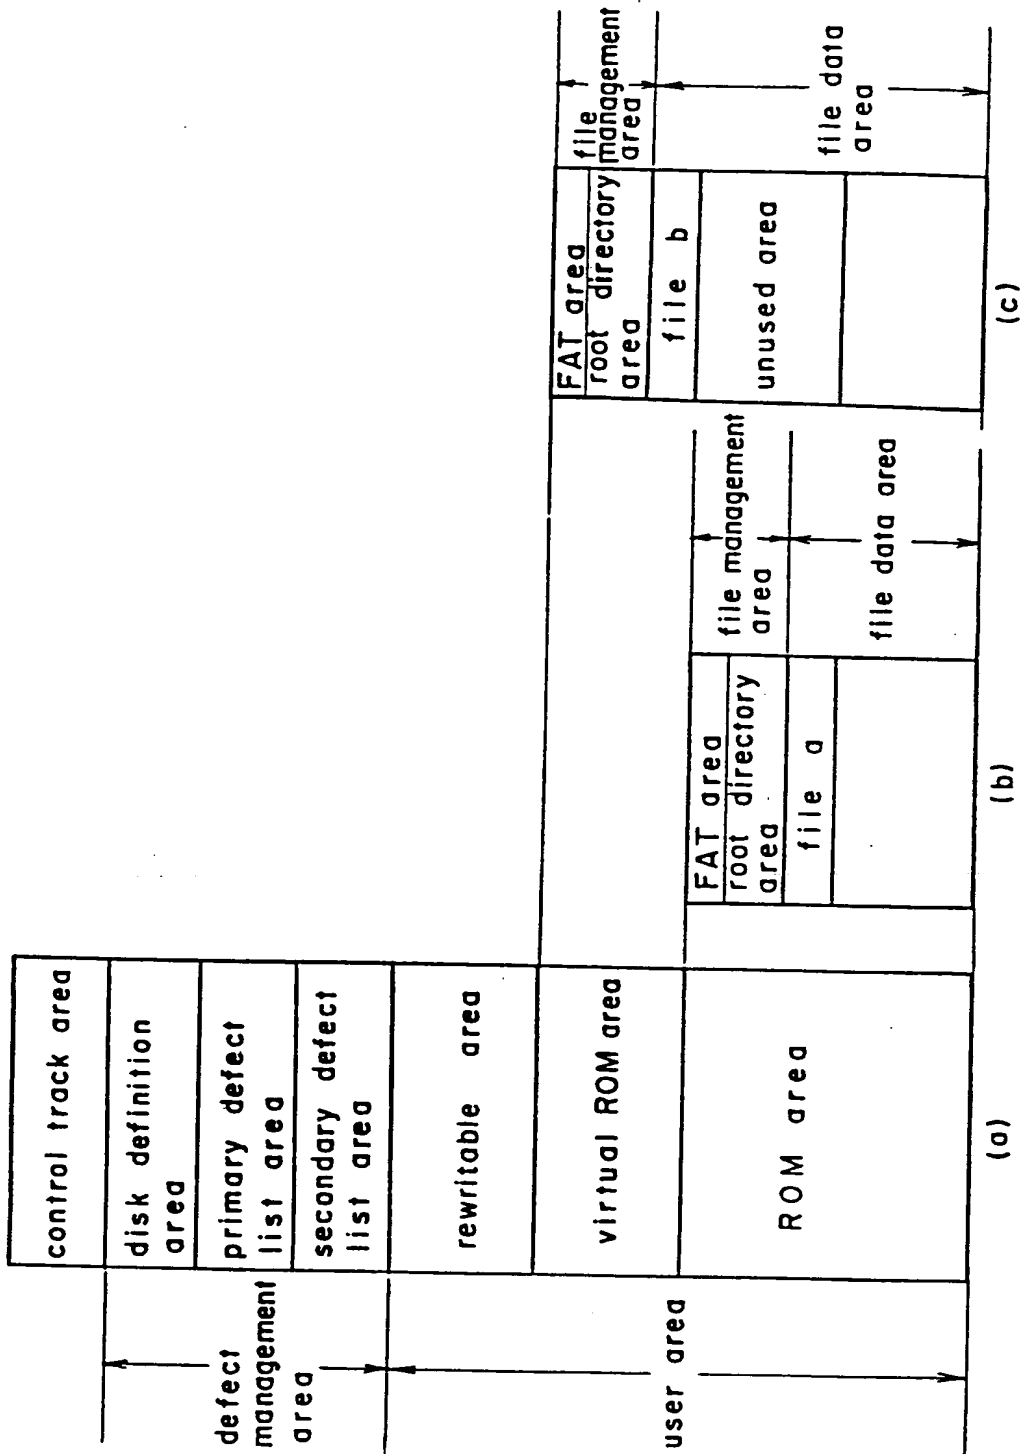 control track area
disk definition
area
primary defect
list area
secondary defect
list area
rewritable area
virtual ROM area
ROM area
defect
management
area
user area
(a)
FAT area
root directory
area
file a
file management
area
file data area
(b)
FAT area
root directory
area
file b
unused area
file
management
area
file data
area
(c)